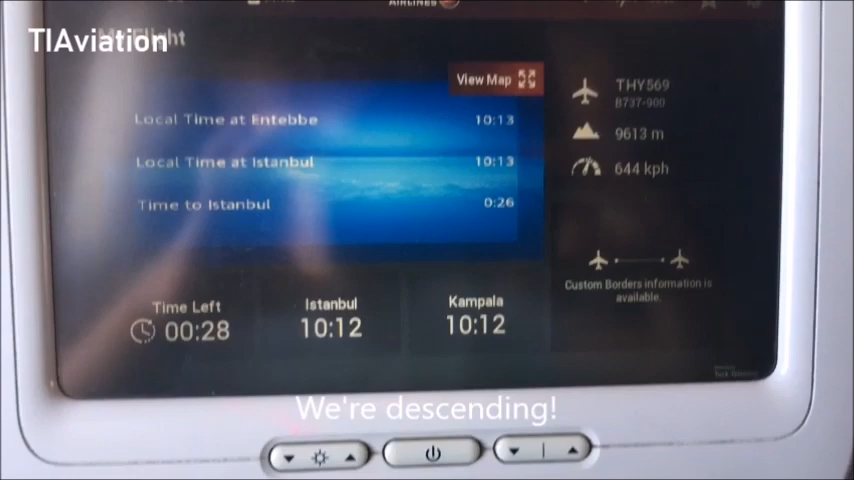 TIAviation
AIRLINES
View Map
THY569
B737-900
Local Time at Entebbe 10:13
9613 m
Local Time at Istanbul 10:13
644 kph
Time to Istanbul 0:26
Custom Borders information is
available.
Time Left Istanbul Kampala
00:28 10:12 10:12
We're descending!